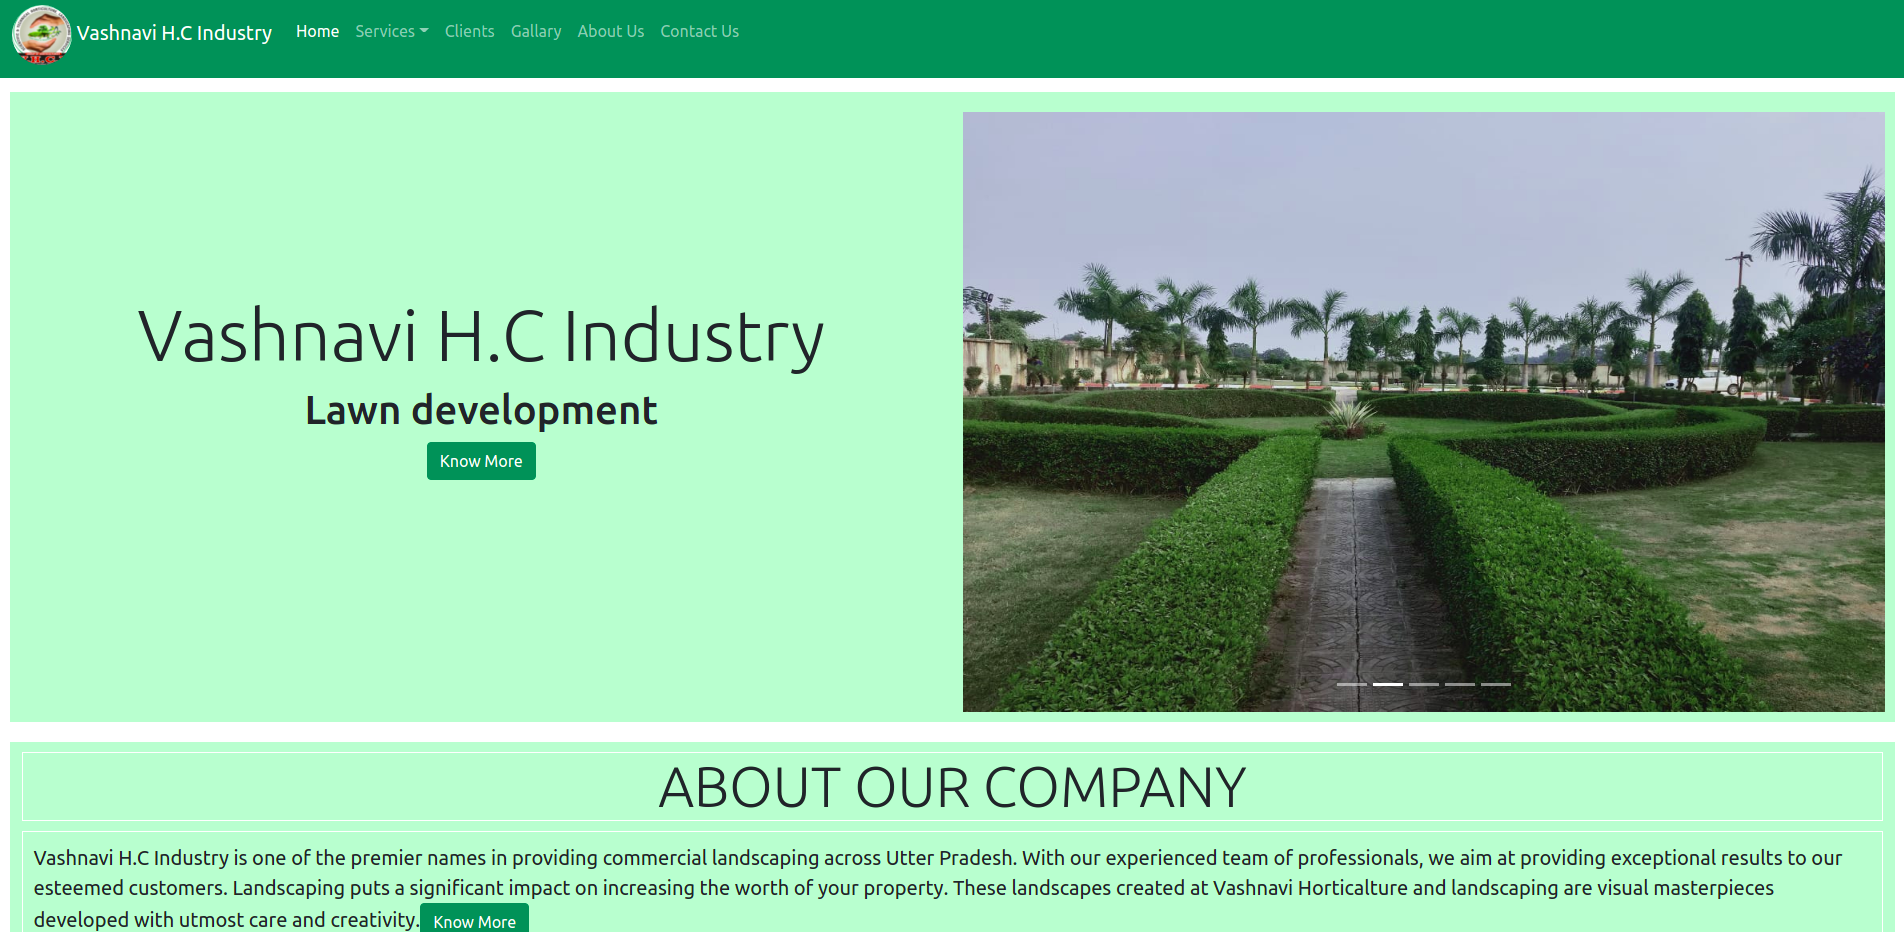 Vashnavi H.C Industry
Home
Services
Clients
Gallary
About Us
Contact Us
Vashnavi H.C Industry
Lawn development
Know More
ABOUT OUR COMPANY
Vashnavi H.C Industry is one of the premier names in providing commercial landscaping across Utter Pradesh. With our experienced team of professionals, we aim at providing exceptional results to our
esteemed customers. Landscaping puts a significant impact on increasing the worth of your property. These landscapes created at Vashnavi Horticalture and landscaping are visual masterpieces
developed with utmost care and creativity.
Know More